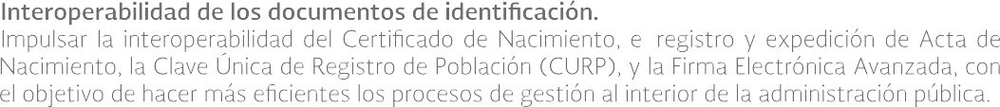 Interoperabilidad de los documentos de identificación.
Impulsar la interoperabilidad del Certificado de Nacimiento, e registro y expedición de Acta de
Nacimiento, la Clave Única de Registro de Población (CURP), y la Firma Electrónica Avanzada, con
el objetivo de hacer más eficientes los procesos de gestión al interior de la administración pública.